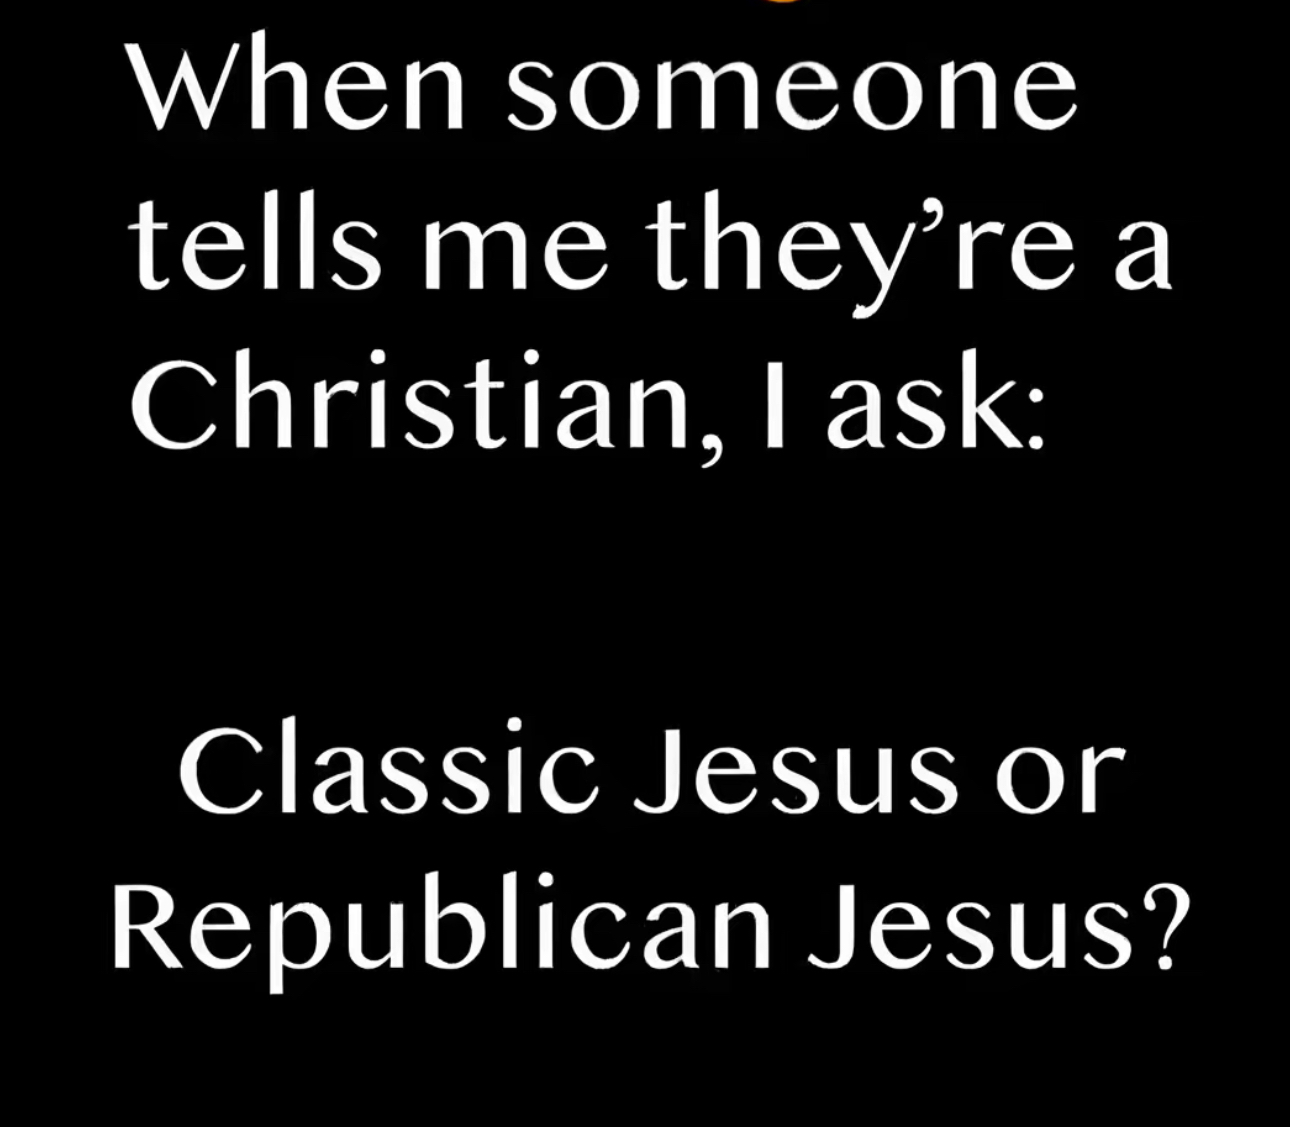 When someone
tells me they’re a
Christian, I ask:
Classic Jesus or
Republican Jesus?